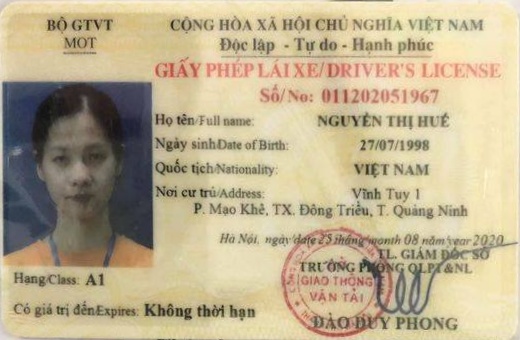 BỘ GTVT
MOT
CỘNG HÒA XÃ HỘI CHỦ NGHĨA VIỆT NAM
Độc lập - Tự do - Hạnh phúc
GIẤY PHÉP LÁI XE/DRIVER'S LICENSE
Số/No: 011202051967
Họ tên/Full name: NGUYỄN THỊ HUẾ
Ngày sinh/Date of Birth: 27/07/1998
Quốc tịch/Nationality: VIỆT NAM
Nơi cư trú/Address: Vĩnh Tuy 1
P. Mạo Khê, TX. Đông Triều, T. Quảng Ninh
Hà Nội, ngày/date 25 tháng/month 08 năm/year 2020
TL. GIÁM ĐỐC SỞ
TRƯỞNG PHÒNG QLPT&NL
GIAO THÔNG
VẬN TẢI
Hạng/Class: A1
Có giá trị đến/Expires: Không thời hạn
ĐÀO DUY PHONG